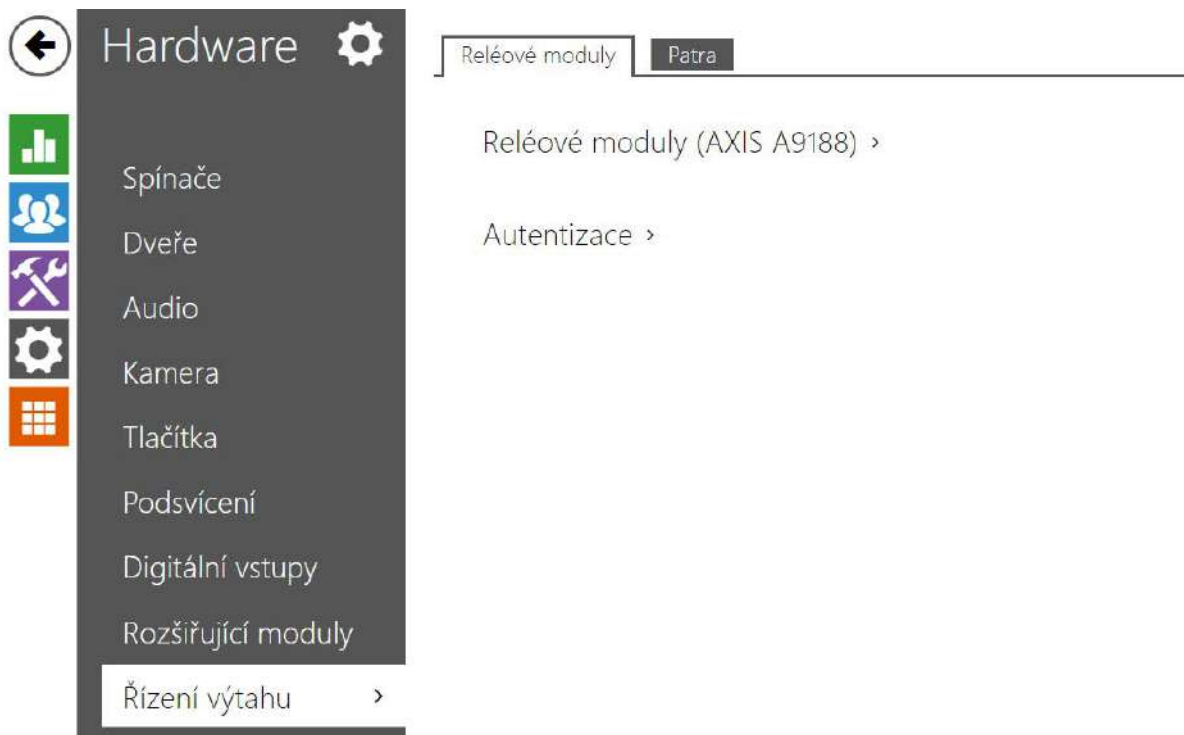 Hardware
Spínače
Dveře
Audio
Kamera
Tlačítka
Podsvícení
Digitální vstupy
Rozšiřující moduly
Řízení výtahu
Reléové moduly
Patra
Reléové moduly (AXIS A9188)
Autentizace